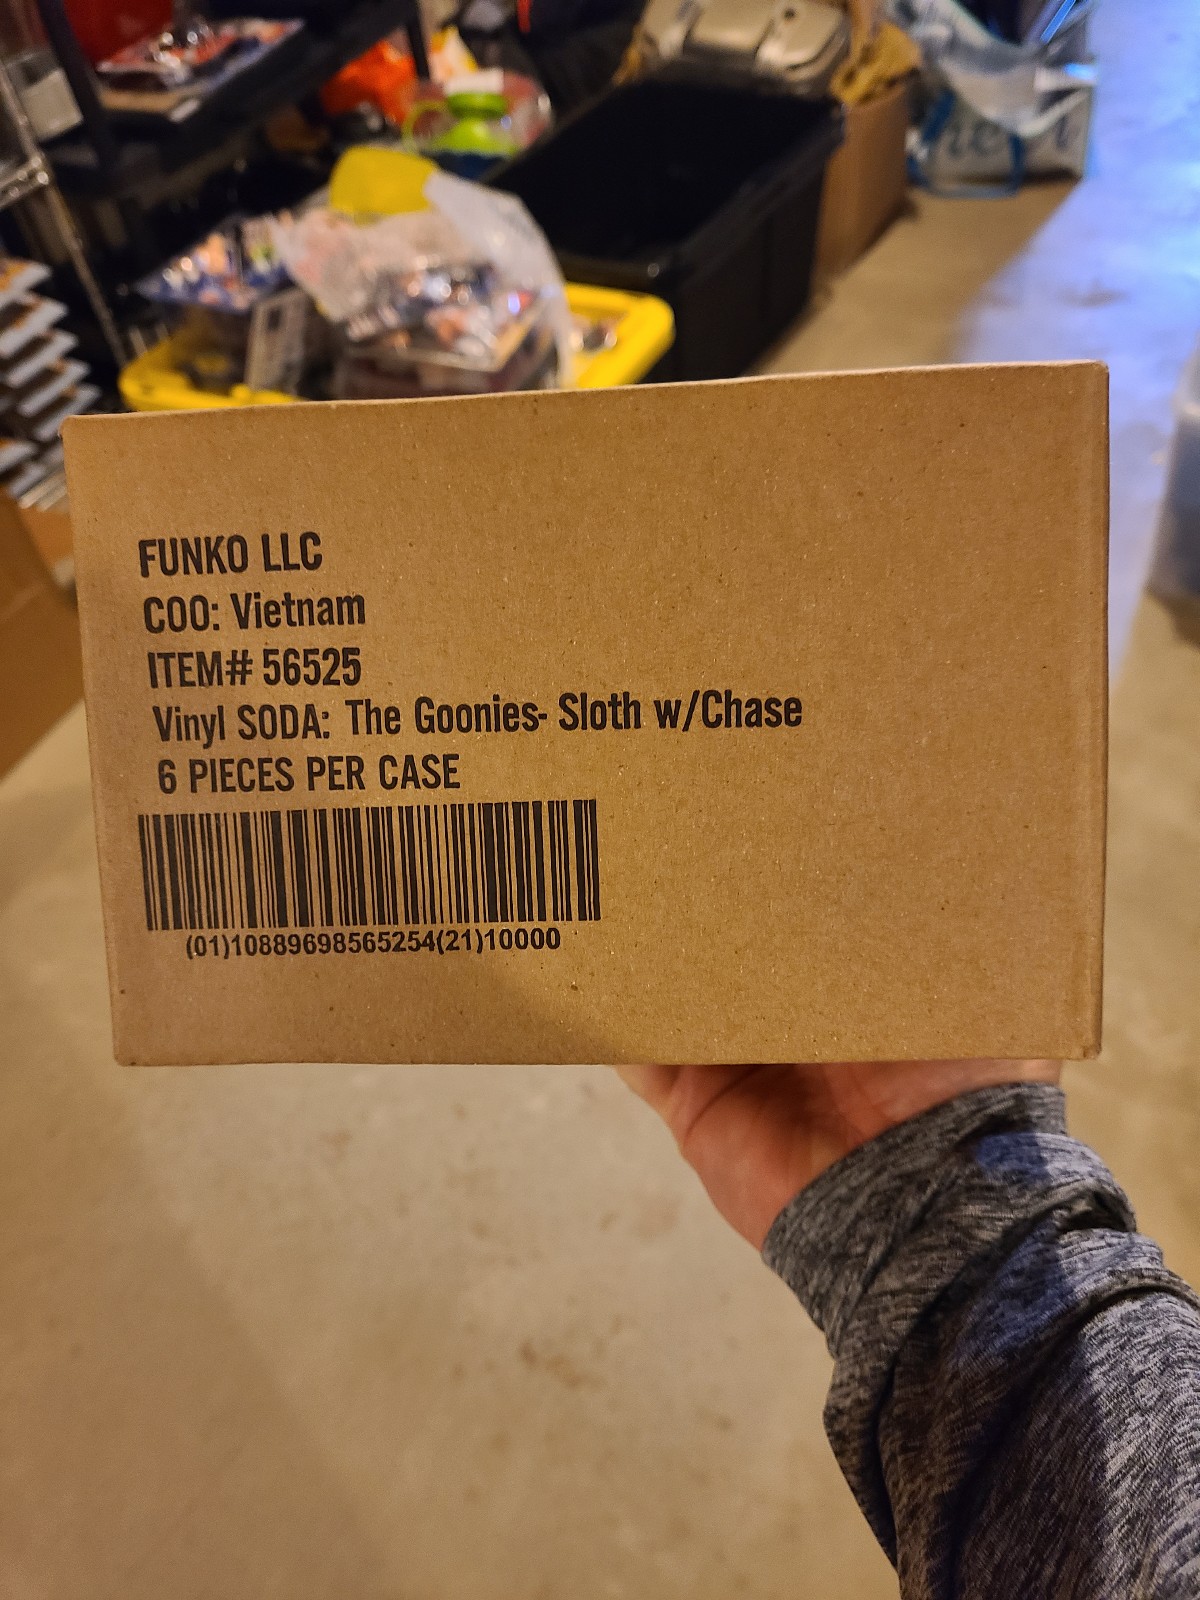 FUNKO LLC
COO: Vietnam
ITEM# 56525
Vinyl SODA: The Goonies- Sloth w/Chase
6 PIECES PER CASE
(01)10889698565254(21)10000